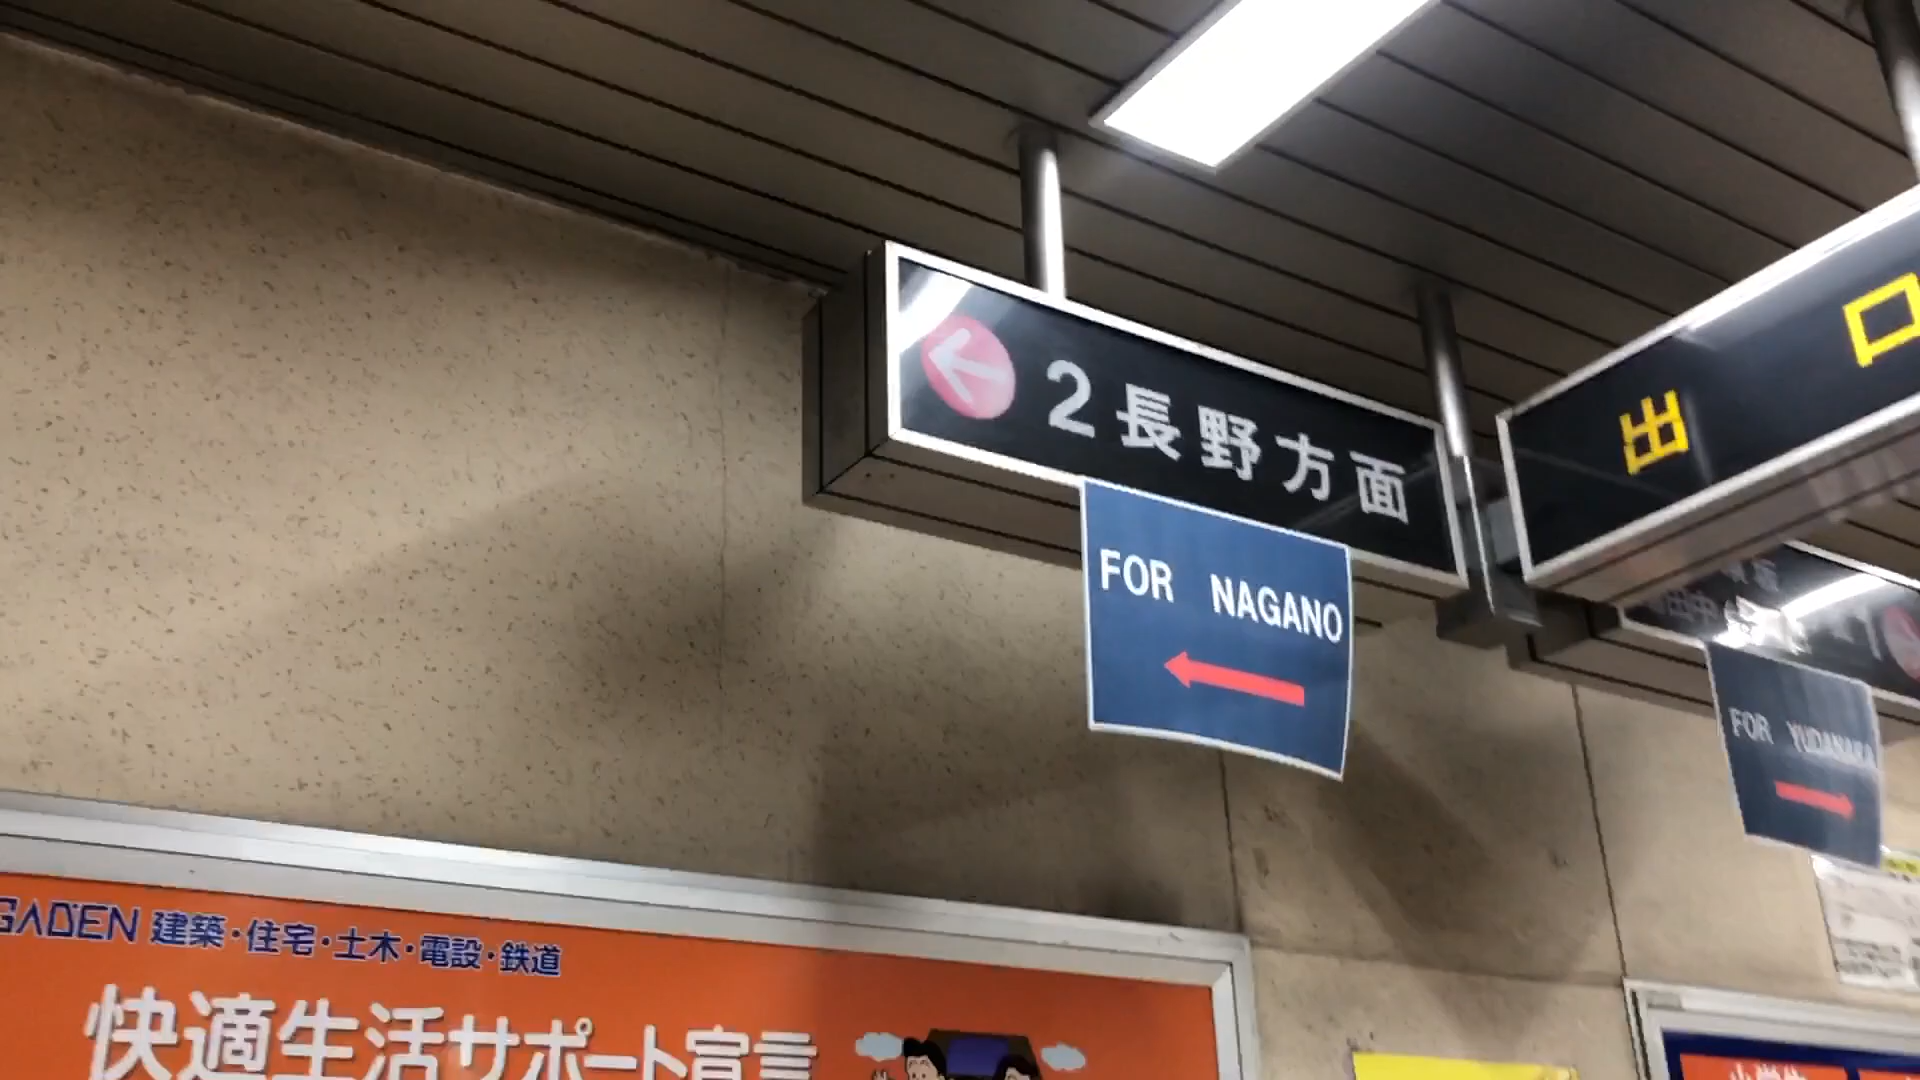 2 長野方面
FOR NAGANO
出口
FOR YUDANAKA
GADEN 建築・住宅・土木・電設・鉄道
快適生活サポート宣言